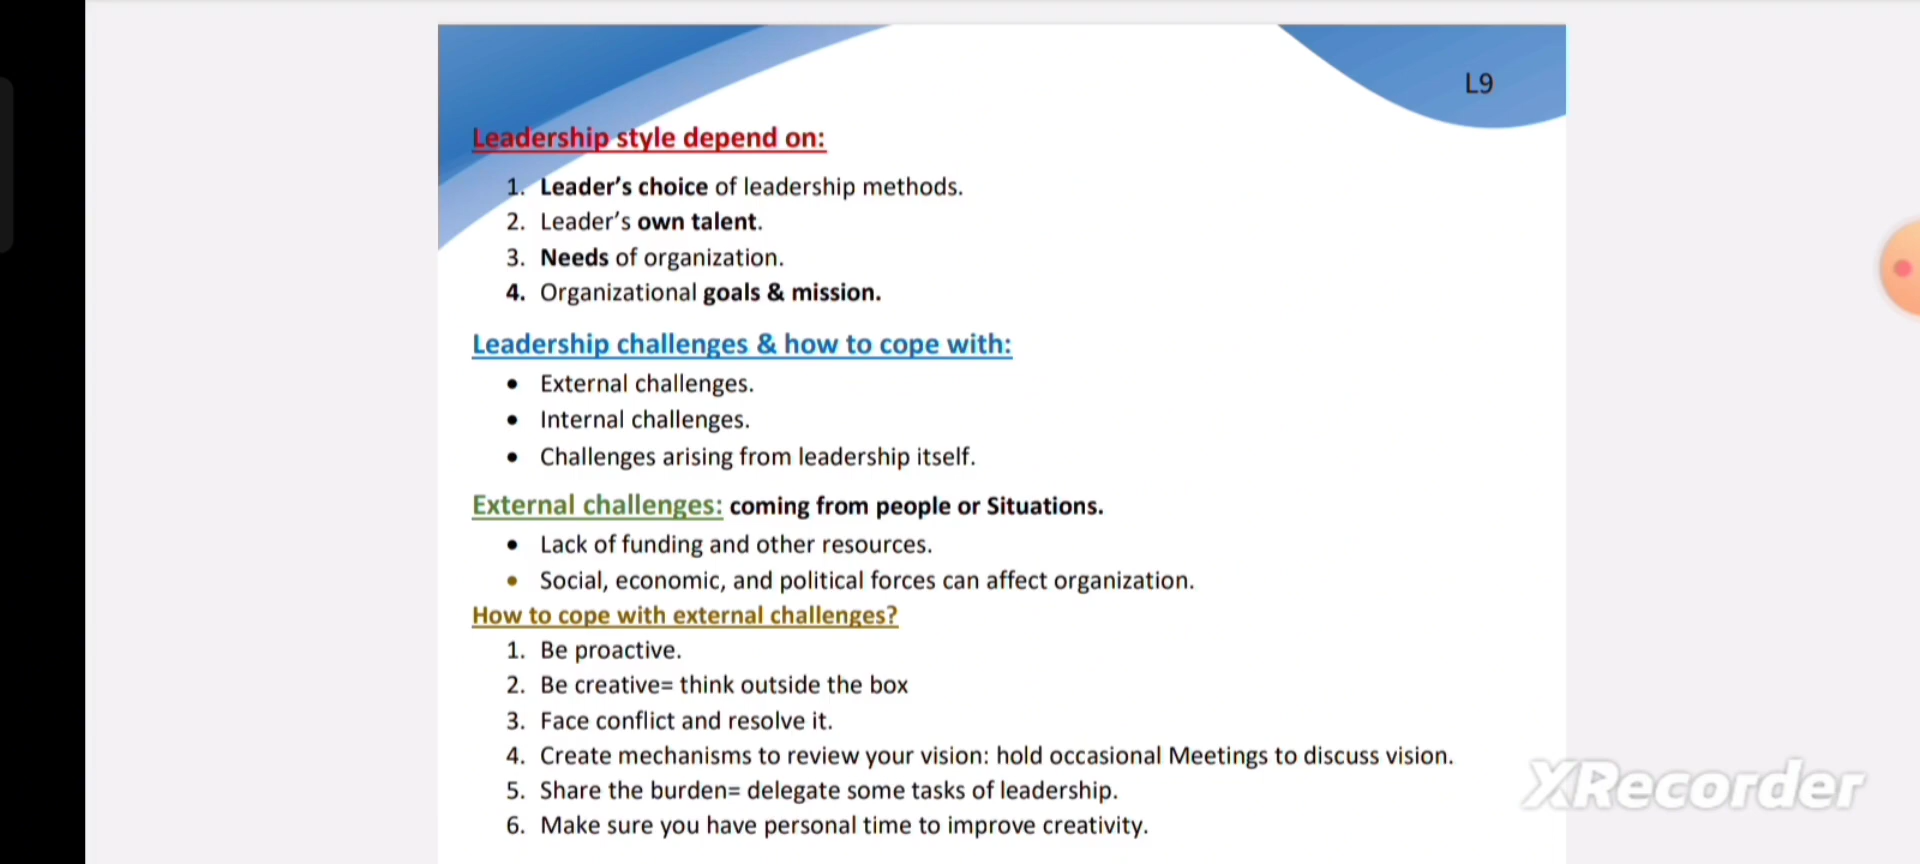 L9
Leadership style depend on:
1. Leader’s choice of leadership methods.
2. Leader’s own talent.
3. Needs of organization.
4. Organizational goals & mission.
Leadership challenges & how to cope with:
• External challenges.
• Internal challenges.
• Challenges arising from leadership itself.
External challenges: coming from people or Situations.
• Lack of funding and other resources.
• Social, economic, and political forces can affect organization.
How to cope with external challenges?
1. Be proactive.
2. Be creative= think outside the box
3. Face conflict and resolve it.
4. Create mechanisms to review your vision: hold occasional Meetings to discuss vision.
5. Share the burden= delegate some tasks of leadership.
6. Make sure you have personal time to improve creativity.
XRecorder